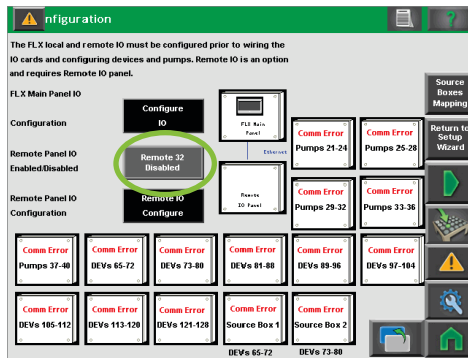 nfiguration
?
The FLX local and remote IO must be configured prior to wiring the
IO cards and configuring devices and pumps. Remote IO is an option
and requires Remote IO panel.
FLX Main Panel IO
Configuration
Configure
IO
FLX Main
Panel
Ethernet
Remote Panel IO
Enabled/Disabled
Remote 32
Disabled
Remote Panel IO
Configuration
Remote IO
Configure
Remote
IO Panel
Comm Error
Pumps 21-24
Comm Error
Pumps 25-28
Comm Error
Pumps 29-32
Comm Error
Pumps 33-36
Source
Boxes
Mapping
Return to
Setup
Wizard
Comm Error
Pumps 37-40
Comm Error
DEVs 65-72
Comm Error
DEVs 73-80
Comm Error
DEVs 81-88
Comm Error
DEVs 89-96
Comm Error
DEVs 97-104
Comm Error
DEVs 105-112
Comm Error
DEVs 113-120
Comm Error
DEVs 121-128
Comm Error
Source Box 1
Comm Error
Source Box 2
DEVs 65-72
DEVs 73-80